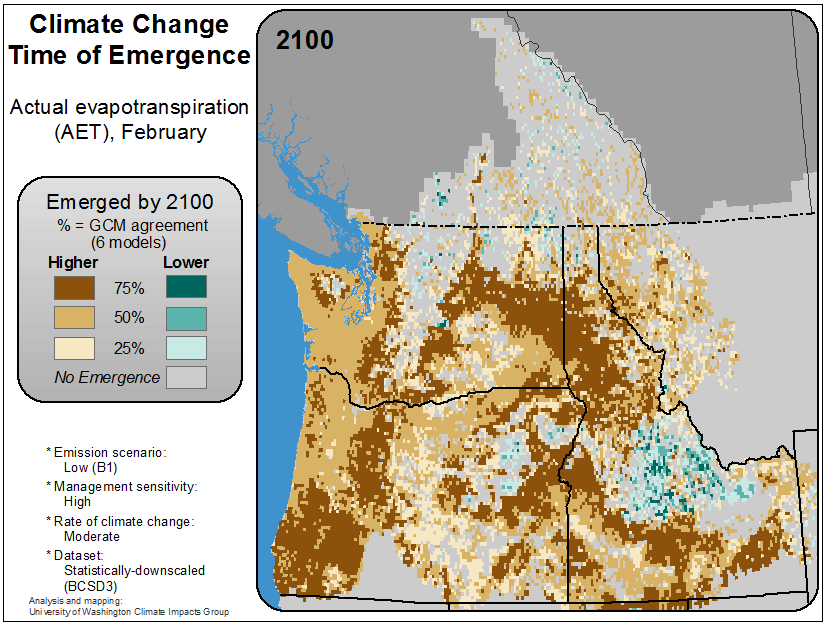 Climate Change
Time of Emergence
Actual evapotranspiration
(AET), February
Emerged by 2100
% = GCM agreement
(6 models)
Higher Lower
75%
50%
25%
No Emergence
* Emission scenario:
Low (B1)
* Management sensitivity:
High
* Rate of climate change:
Moderate
* Dataset:
Statistically-downscaled
(BCSD3)
Analysis and mapping:
University of Washington Climate Impacts Group
2100